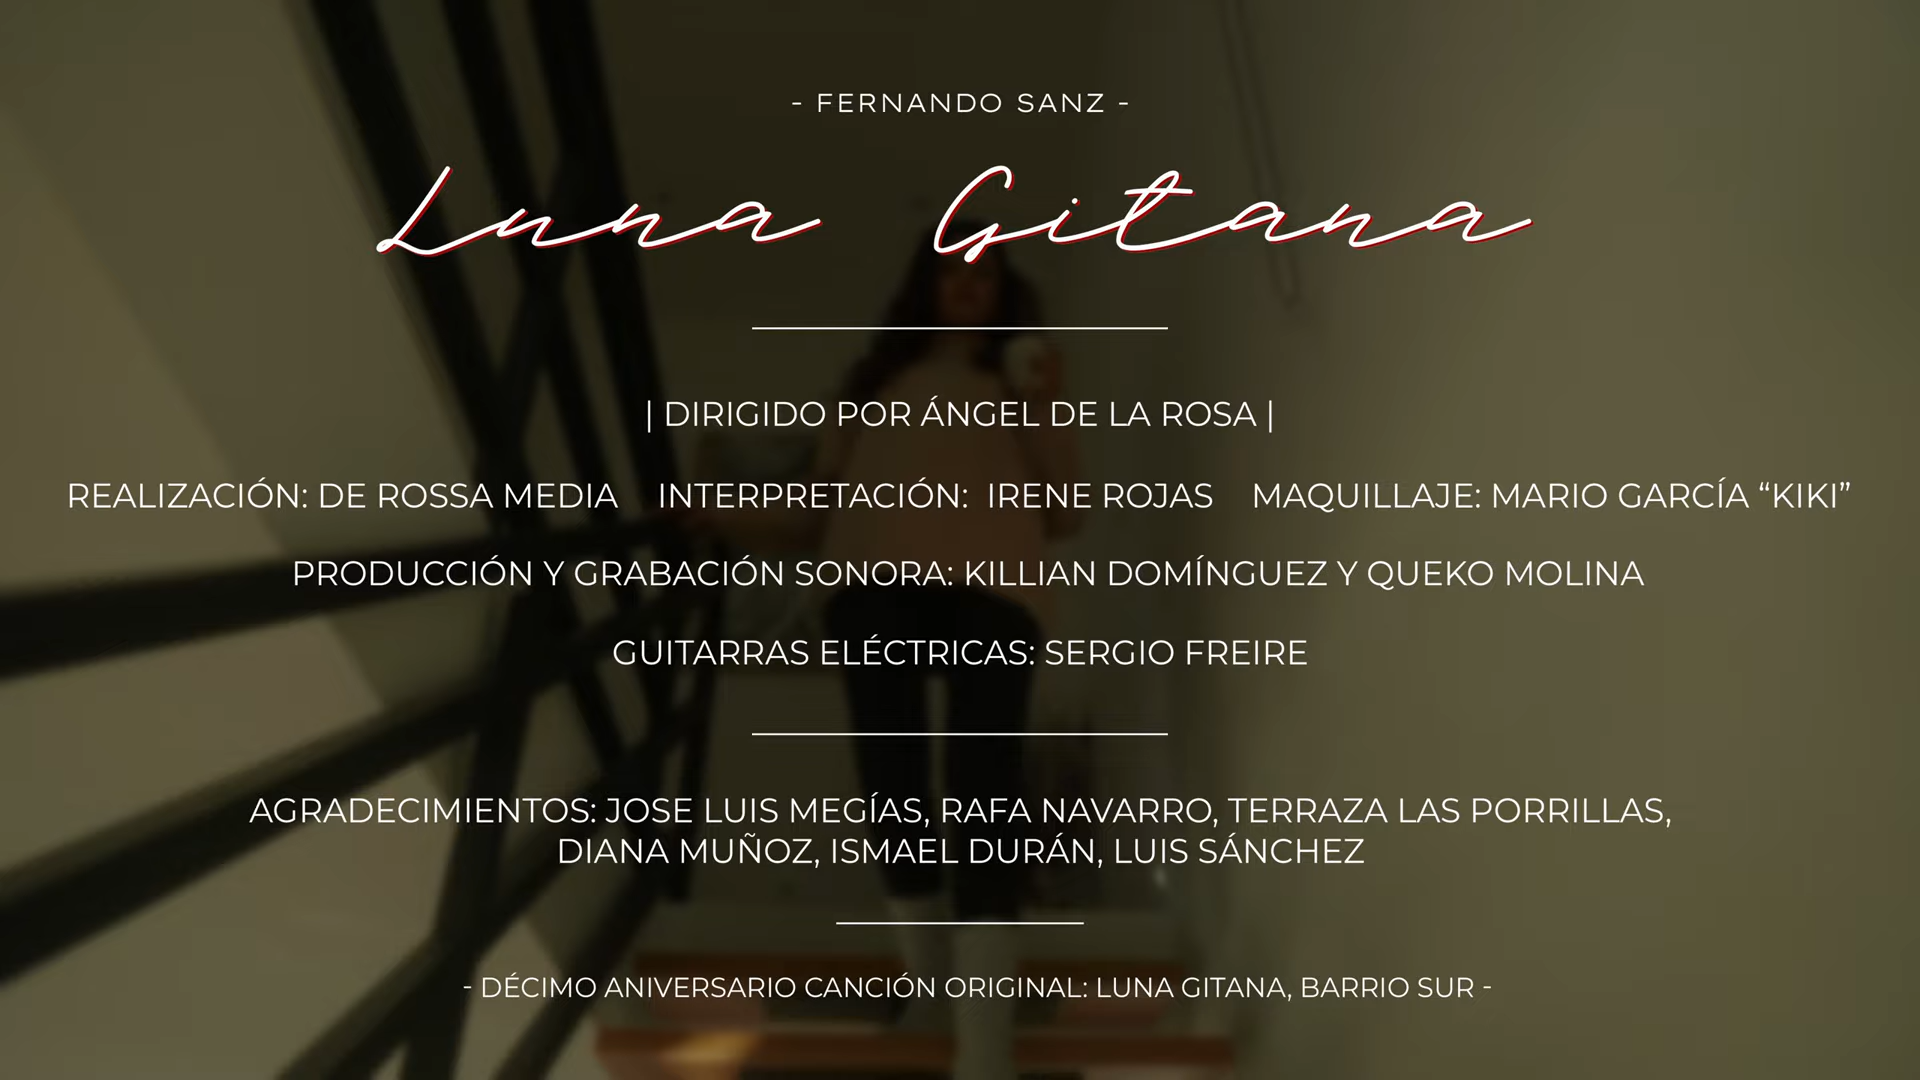 - FERNANDO SANZ -
Luna Gitana
| DIRIGIDO POR ÁNGEL DE LA ROSA |
REALIZACIÓN: DE ROSSA MEDIA INTERPRETACIÓN: IRENE ROJAS MAQUILLAJE: MARIO GARCÍA “KIKI”
PRODUCCIÓN Y GRABACIÓN SONORA: KILLIAN DOMÍNGUEZ Y QUEKO MOLINA
GUITARRAS ELÉCTRICAS: SERGIO FREIRE
AGRADECIMIENTOS: JOSE LUIS MEGÍAS, RAFA NAVARRO, TERRAZA LAS PORRILLAS,
DIANA MUÑOZ, ISMAEL DURÁN, LUIS SÁNCHEZ
- DÉCIMO ANIVERSARIO CANCIÓN ORIGINAL: LUNA GITANA, BARRIO SUR -